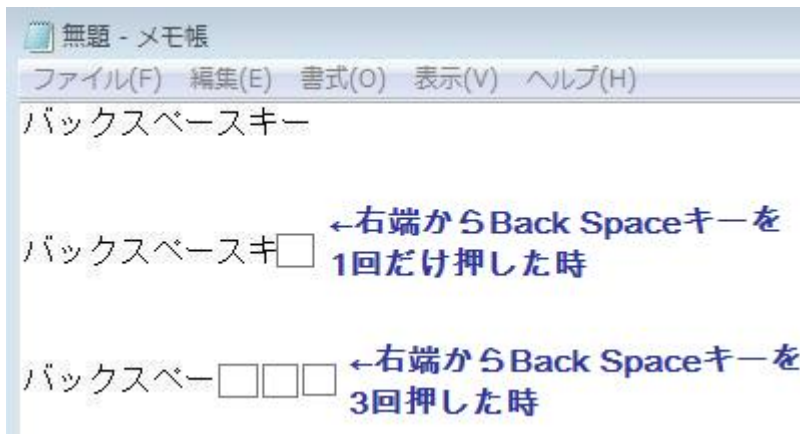 無題 - メモ帳
ファイル(F) 編集(E) 書式(O) 表示(V) ヘルプ(H)
バックスペースキー
バックスペースキ
←右端からBack Spaceキーを
1回だけ押した時
バックスペー
←右端からBack Spaceキーを
3回押した時